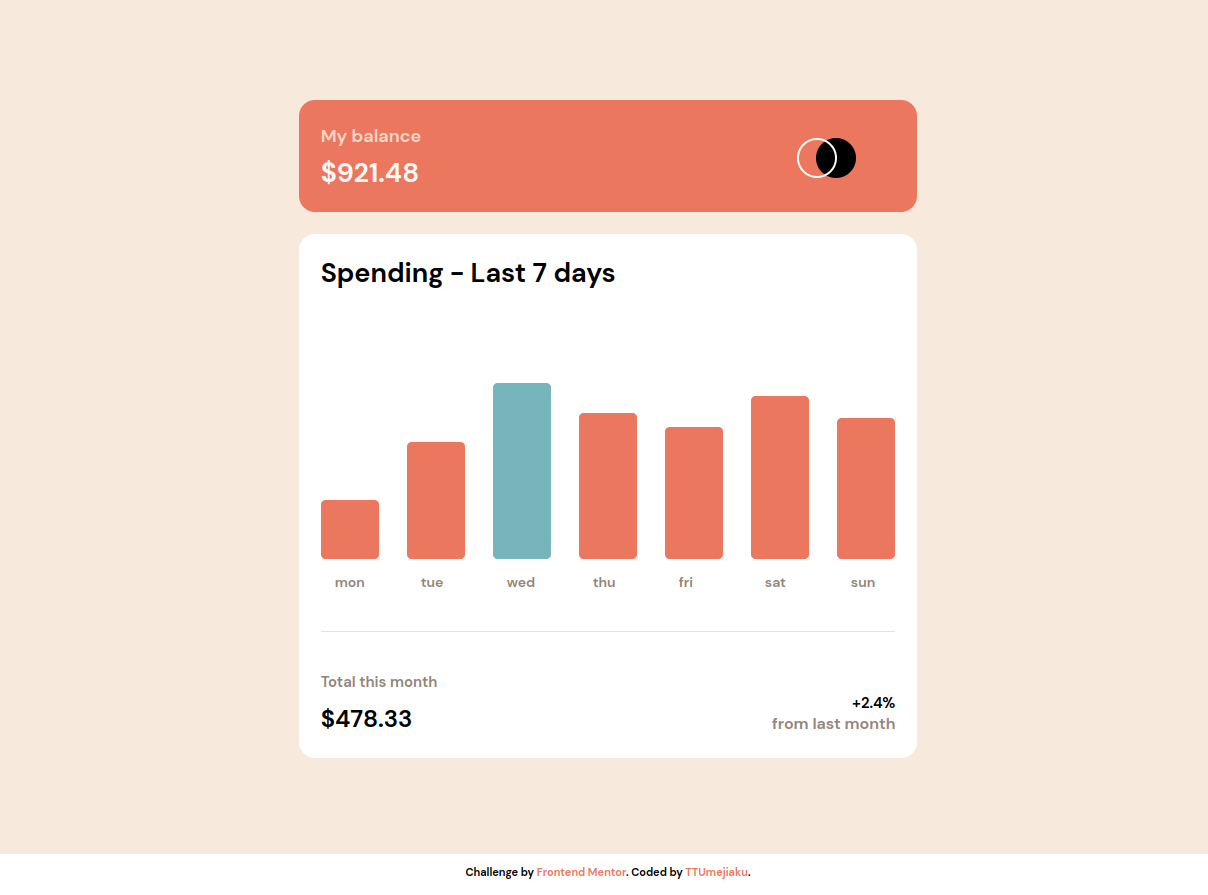 My balance
$921.48
Spending - Last 7 days
mon tue wed thu fri sat sun
Total this month
$478.33
+2.4%
from last month
Challenge by Frontend Mentor. Coded by TTUmejiaku.